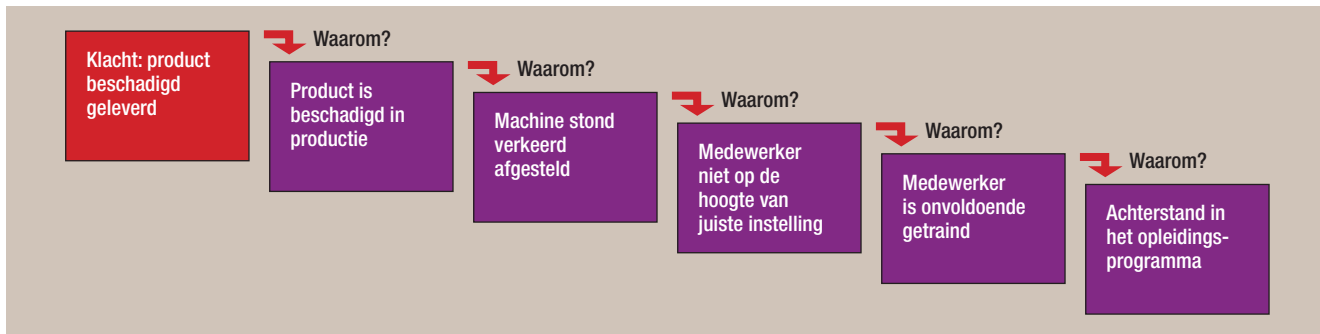 Klacht: product
beschadigd
geleverd
Waarom?
Product is
beschadigd in
productie
Waarom?
Machine stond
verkeerd
afgesteld
Waarom?
Medewerker
niet op de
hoogte van
juiste instelling
Waarom?
Medewerker
is onvoldoende
getraind
Waarom?
Achterstand in
het opleidings-
programma